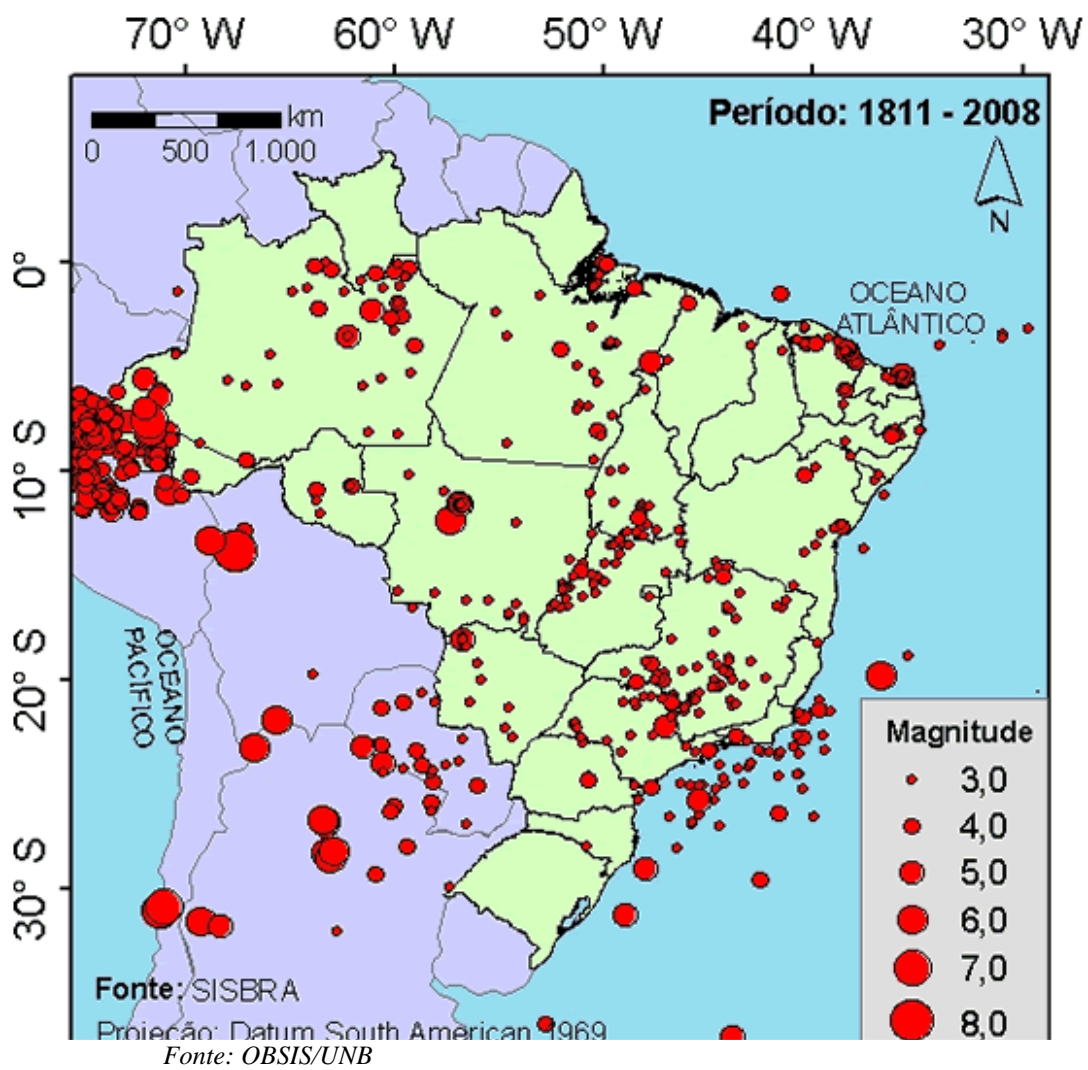 70° W 60° W 50° W 40° W 30° W
km
0 500 1.000
Período: 1811 - 2008
N
0°
OCEANO
ATLÂNTICO
10° S
OCEANO
PACÍFICO
20° S
Magnitude
3,0
4,0
5,0
30° S
6,0
7,0
8,0
Fonte: SISBRA
Projeção: Datum South American 1969
Fonte: OBSIS/UNB